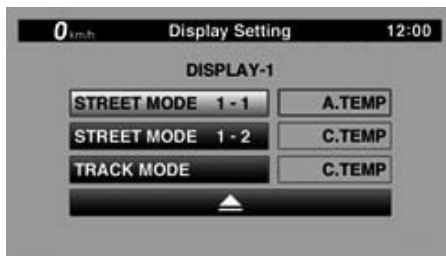 0 km/h Display Setting 12:00
DISPLAY-1
STREET MODE 1 - 1 A.TEMP
STREET MODE 1 - 2 C.TEMP
TRACK MODE C.TEMP